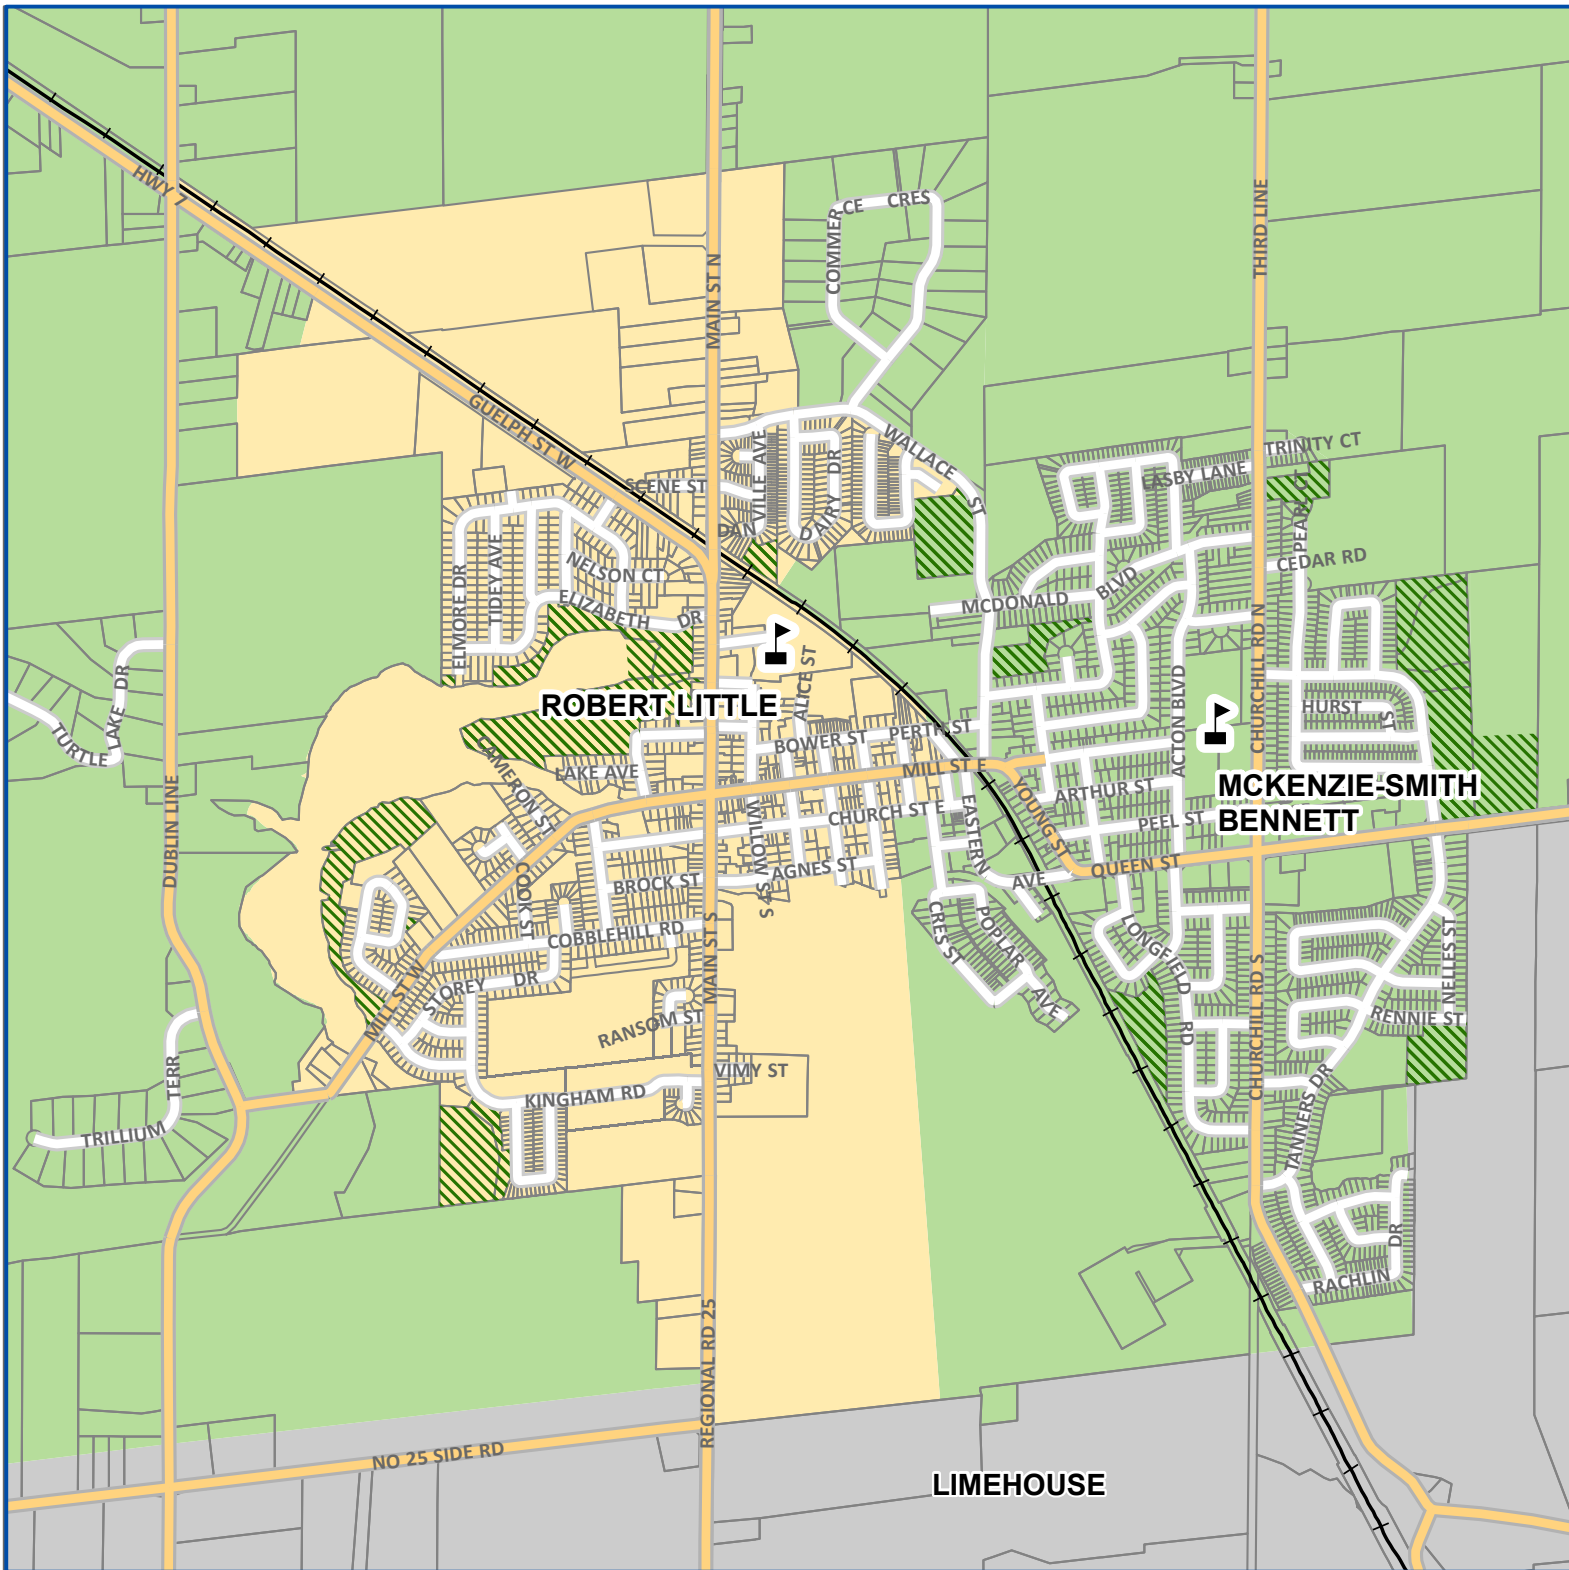 HWY 7
COMMERCE CRES
THIRD LINE
MAIN ST N
GUELPH ST W
WALLACE ST
TRINITY CT
LASBY LANE
SCENE ST
DANVILLE AVE
DAIRY DR
PEARL CT
CEDAR RD
NELSON CT
TIDEY AVE
ELMORE DR
ELIZABETH DR
MCDONALD BLVD
CHURCHILL RD N
ALICE ST
ACTON BLVD
TURTLE LAKE DR
ROBERT LITTLE
HURST ST
BOWER ST
PERTH ST
CAMERON ST
LAKE AVE
MILL ST E
YOUNG ST
ARTHUR ST
MCKENZIE-SMITH
BENNETT
DUBLIN LINE
WILLOW ST S
CHURCH ST E
EASTERN AVE
PEEL ST
QUEEN ST
COOK ST
BROCK ST
AGNES ST
COBBLEHILL RD
MAIN ST S
CRES ST
POPLAR AVE
LONGFIELD RD
NELLES ST
CHURCHILL RD S
MILL ST W
STOREY DR
RANSOM ST
RENNIE ST
TRILLIUM TERR
VIMY ST
KINGHAM RD
TANNERS DR
RACHLIN DR
REGIONAL RD 25
NO 25 SIDE RD
LIMEHOUSE